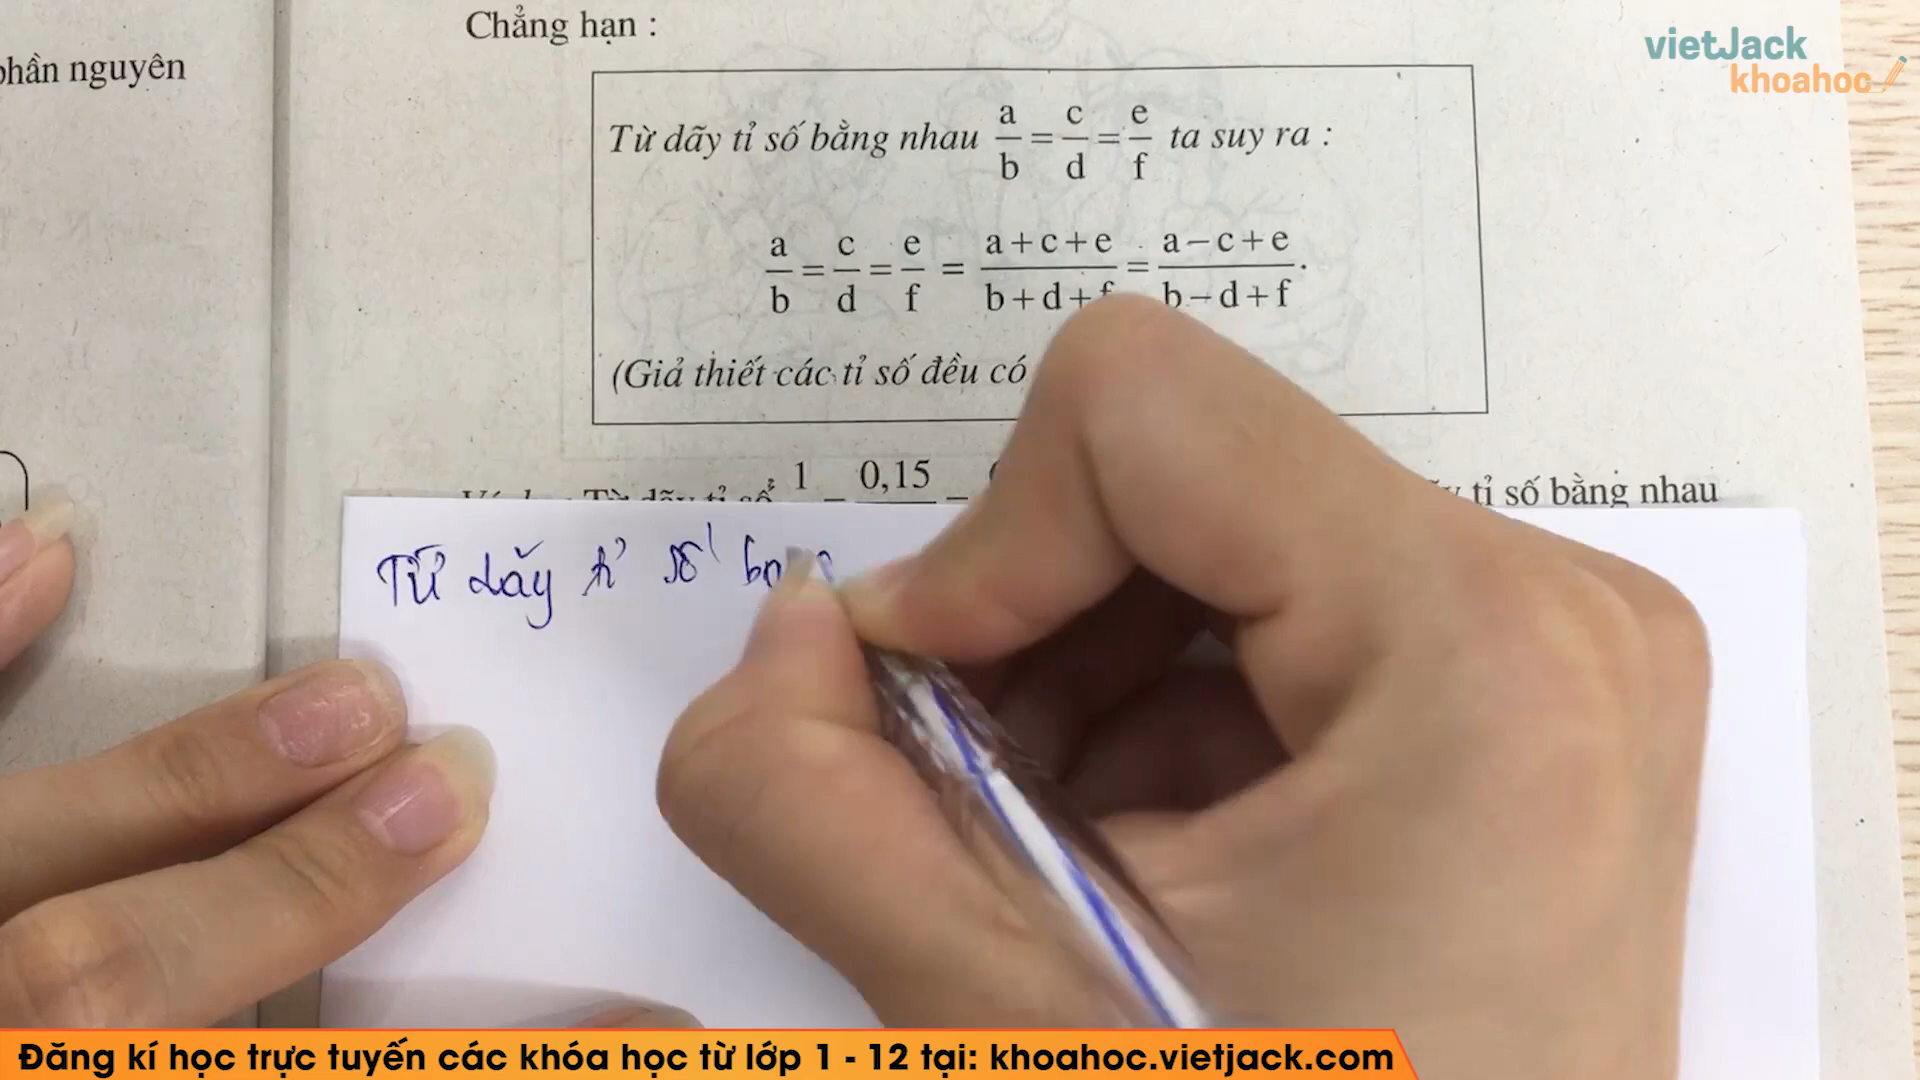 Chẳng hạn :
phần nguyên
vietJack
khoahoc
Từ dãy tỉ số bằng nhau a/b = c/d = e/f ta suy ra :
a/b = c/d = e/f = a+c+e/b+d+f = a−c+e/b−d+f.
(Giả thiết các tỉ số đều có
1 0,15 tỉ số bằng nhau
Từ dãy tỉ số
Đăng kí học trực tuyến các khóa học từ lớp 1 - 12 tại: khoahoc.vietjack.com